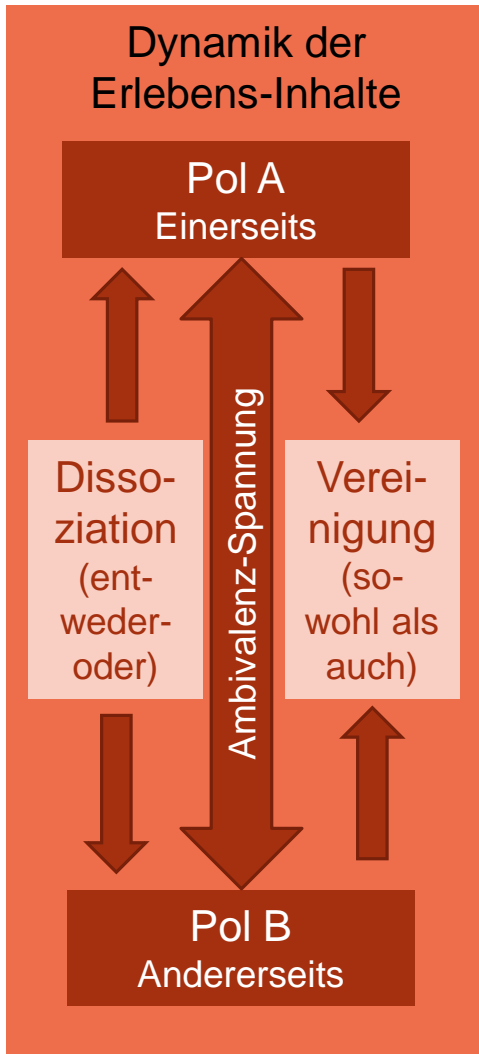 Dynamik der
Erlebens-Inhalte
Pol A
Einerseits
Disso-
ziation
(ent-
weder-
oder)
Ambivalenz-Spannung
Verei-
nigung
(so-
wohl als
auch)
Pol B
Andererseits